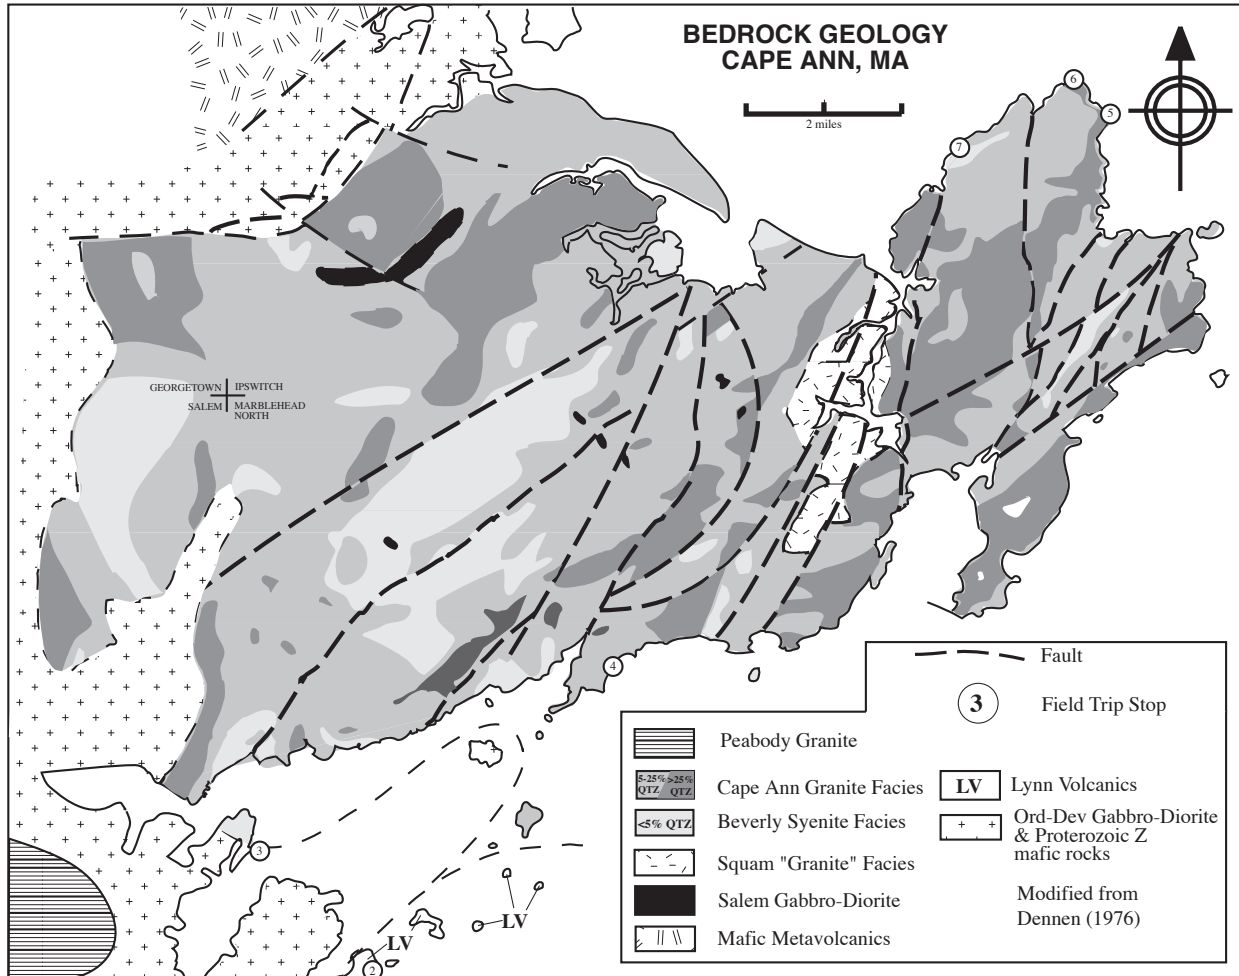 BEDROCK GEOLOGY
CAPE ANN, MA
2 miles
6
5
7
GEORGETOWN
IPSWITCH
SALEM
MARBLEHEAD
NORTH
4
3
2
LV
LV
Fault
3
Field Trip Stop
Peabody Granite
5-25%
QTZ
>25%
QTZ
Cape Ann Granite Facies
LV
Lynn Volcanics
<5% QTZ
Beverly Syenite Facies
Ord-Dev Gabbro-Diorite
& Proterozoic Z
mafic rocks
Squam "Granite" Facies
Salem Gabbro-Diorite
Modified from
Dennen (1976)
Mafic Metavolcanics